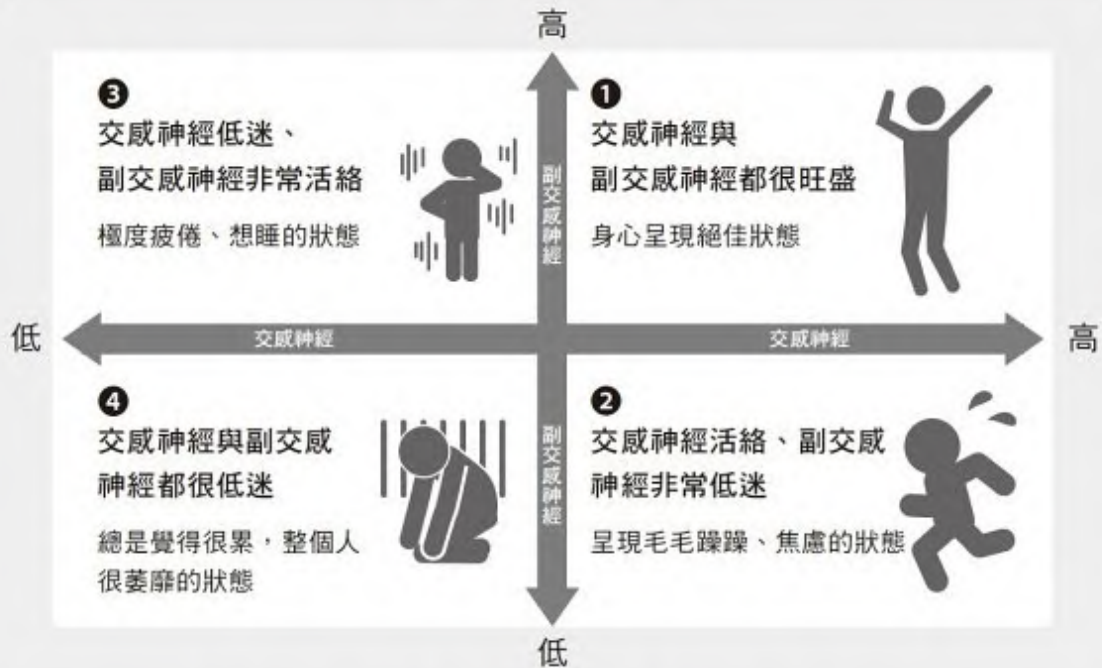 高
❸
交感神經低迷、
副交感神經非常活絡
極度疲倦、想睡的狀態
❶
交感神經與
副交感神經都很旺盛
身心呈現絕佳狀態
副交感神經
低
交感神經
交感神經
高
❹
交感神經與副交感
神經都很低迷
總是覺得很累，整個人
很萎靡的狀態
副交感神經
❷
交感神經活絡、副交感
神經非常低迷
呈現毛毛躁躁、焦慮的狀態
低